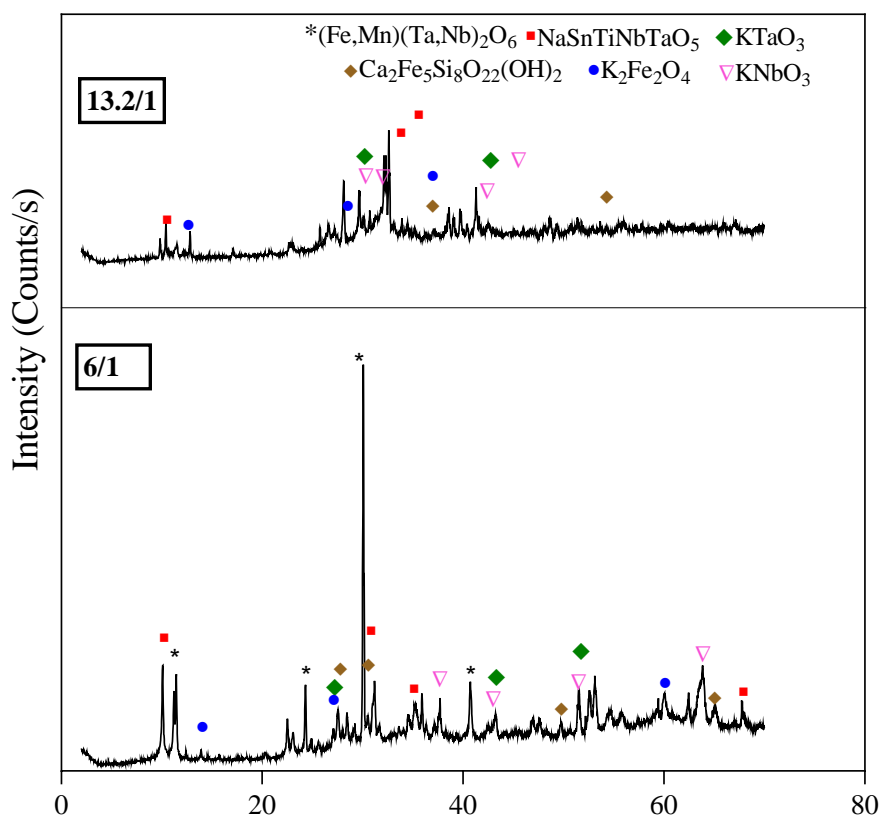 *(Fe,Mn)(Ta,Nb)₂O₆ NaSnTiNbTaO₅ KTaO₃
Ca₂Fe₅Si₈O₂₂(OH)₂ K₂Fe₂O₄ KNbO₃
13.2/1
6/1
Intensity (Counts/s)
0 20 40 60 80